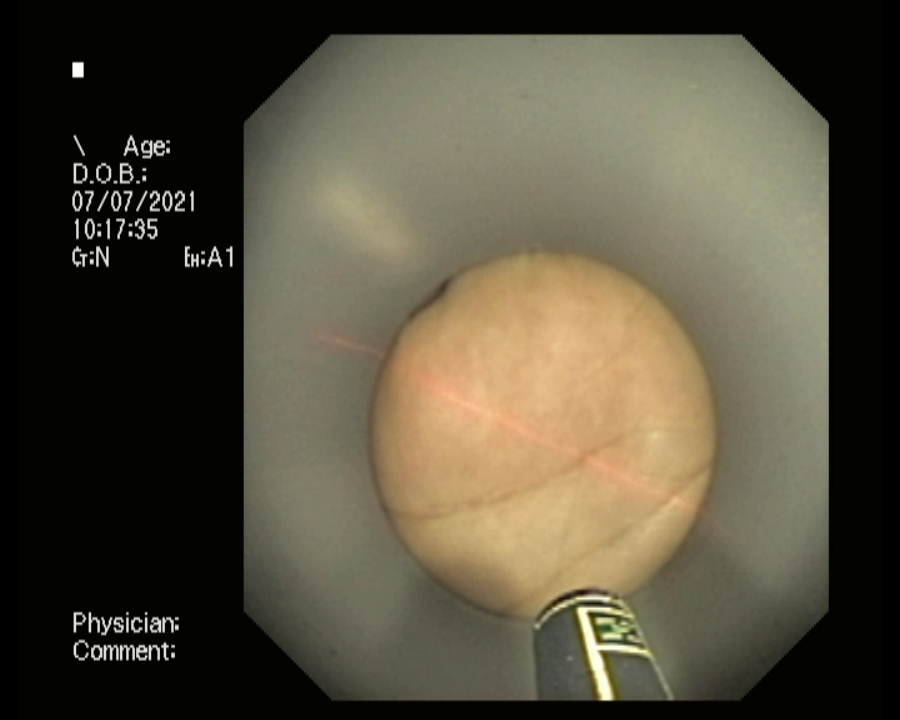 \ Age:
D.O.B.:
07/07/2021
10:17:35
Cr:N EH:A1
Physician:
Comment: